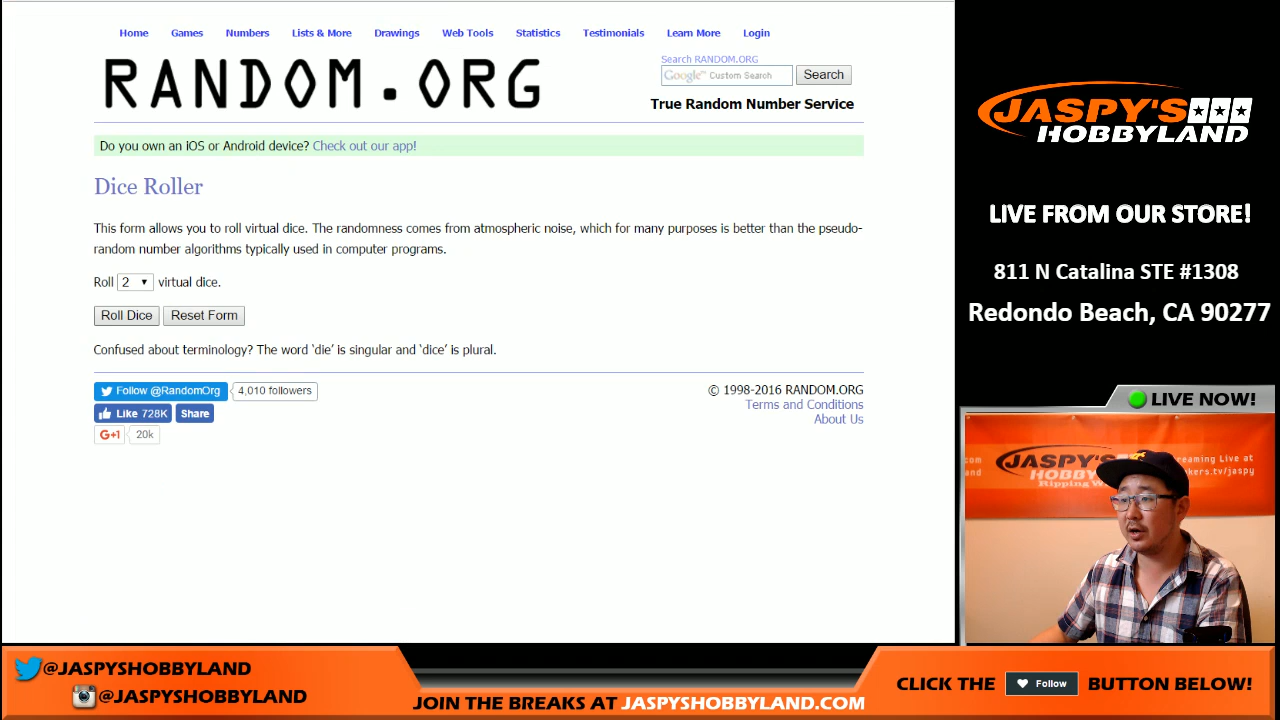 Home Games Numbers Lists & More Drawings Web Tools Statistics Testimonials Learn More Login
RANDOM.ORG
Search RANDOM.ORG
Google™ Custom Search Search
True Random Number Service
Do you own an iOS or Android device? Check out our app!
Dice Roller
This form allows you to roll virtual dice. The randomness comes from atmospheric noise, which for many purposes is better than the pseudo-
random number algorithms typically used in computer programs.
Roll 2 virtual dice.
Roll Dice Reset Form
Confused about terminology? The word ‘die’ is singular and ‘dice’ is plural.
Follow @RandomOrg 4,010 followers
Like 728K Share
G+1 20k
© 1998-2016 RANDOM.ORG
Terms and Conditions
About Us
JASPY'S
HOBBYLAND
LIVE FROM OUR STORE!
811 N Catalina STE #1308
Redondo Beach, CA 90277
LIVE NOW!
JASPY'S
HOBBYLAND
Streaming Live at
@JASPYSHOBBYLAND
@JASPYSHOBBYLAND
JOIN THE BREAKS AT JASPYSHOBBYLAND.COM
CLICK THE Follow BUTTON BELOW!